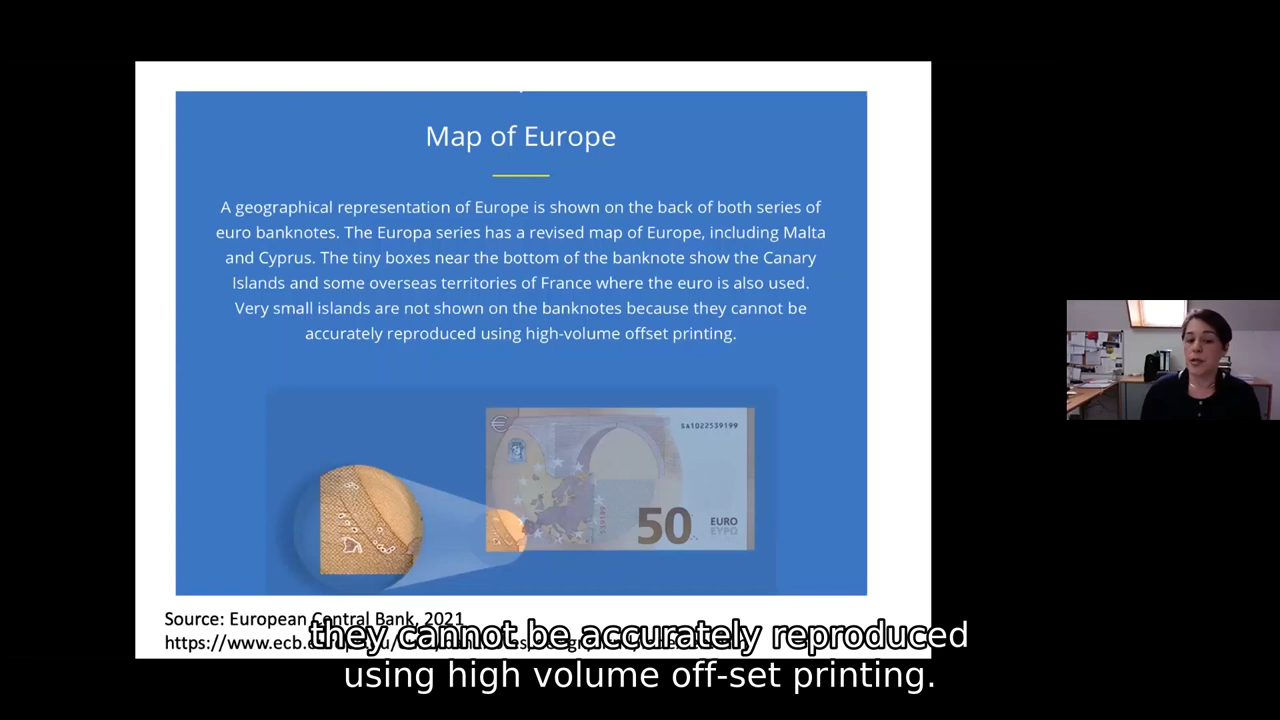 Map of Europe
A geographical representation of Europe is shown on the back of both series of
euro banknotes. The Europa series has a revised map of Europe, including Malta
and Cyprus. The tiny boxes near the bottom of the banknote show the Canary
Islands and some overseas territories of France where the euro is also used.
Very small islands are not shown on the banknotes because they cannot be
accurately reproduced using high-volume offset printing.
SA1022539199
50 EURO
ΕΥΡΩ
Source: European Central Bank, 2021
https://www.ecb.
they cannot be accurately reproduced
using high volume off-set printing.